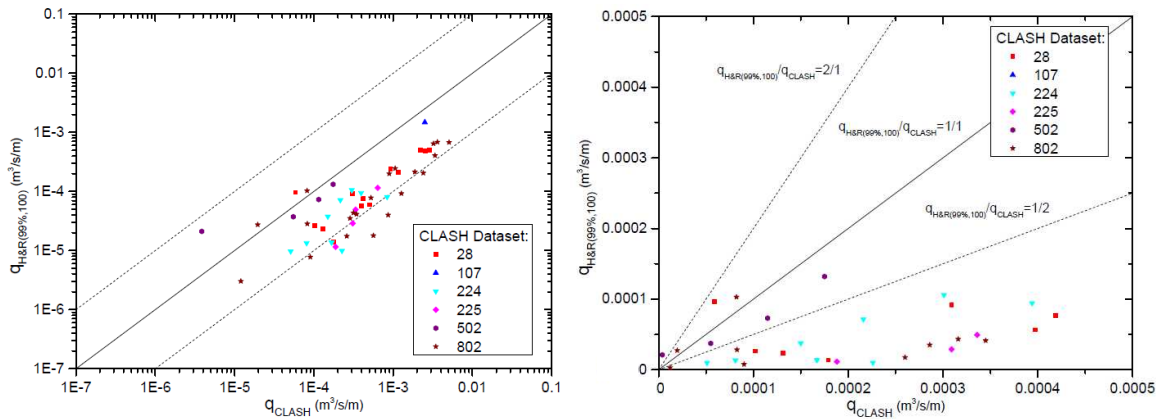 0.1
0.01
1E-3
1E-4
1E-5
1E-6
1E-7
q_H&R(99%,100) (m³/s/m)
CLASH Dataset:
28
107
224
225
502
802
1E-7 1E-6 1E-5 1E-4 1E-3 0.01 0.1
q_CLASH (m³/s/m)
0.0005
0.0004
0.0003
0.0002
0.0001
0
q_H&R(99%,100) (m³/s/m)
q_H&R(99%,100)/q_CLASH=2/1
q_H&R(99%,100)/q_CLASH=1/1
q_H&R(99%,100)/q_CLASH=1/2
CLASH Dataset:
28
107
224
225
502
802
0 0.0001 0.0002 0.0003 0.0004 0.0005
q_CLASH (m³/s/m)